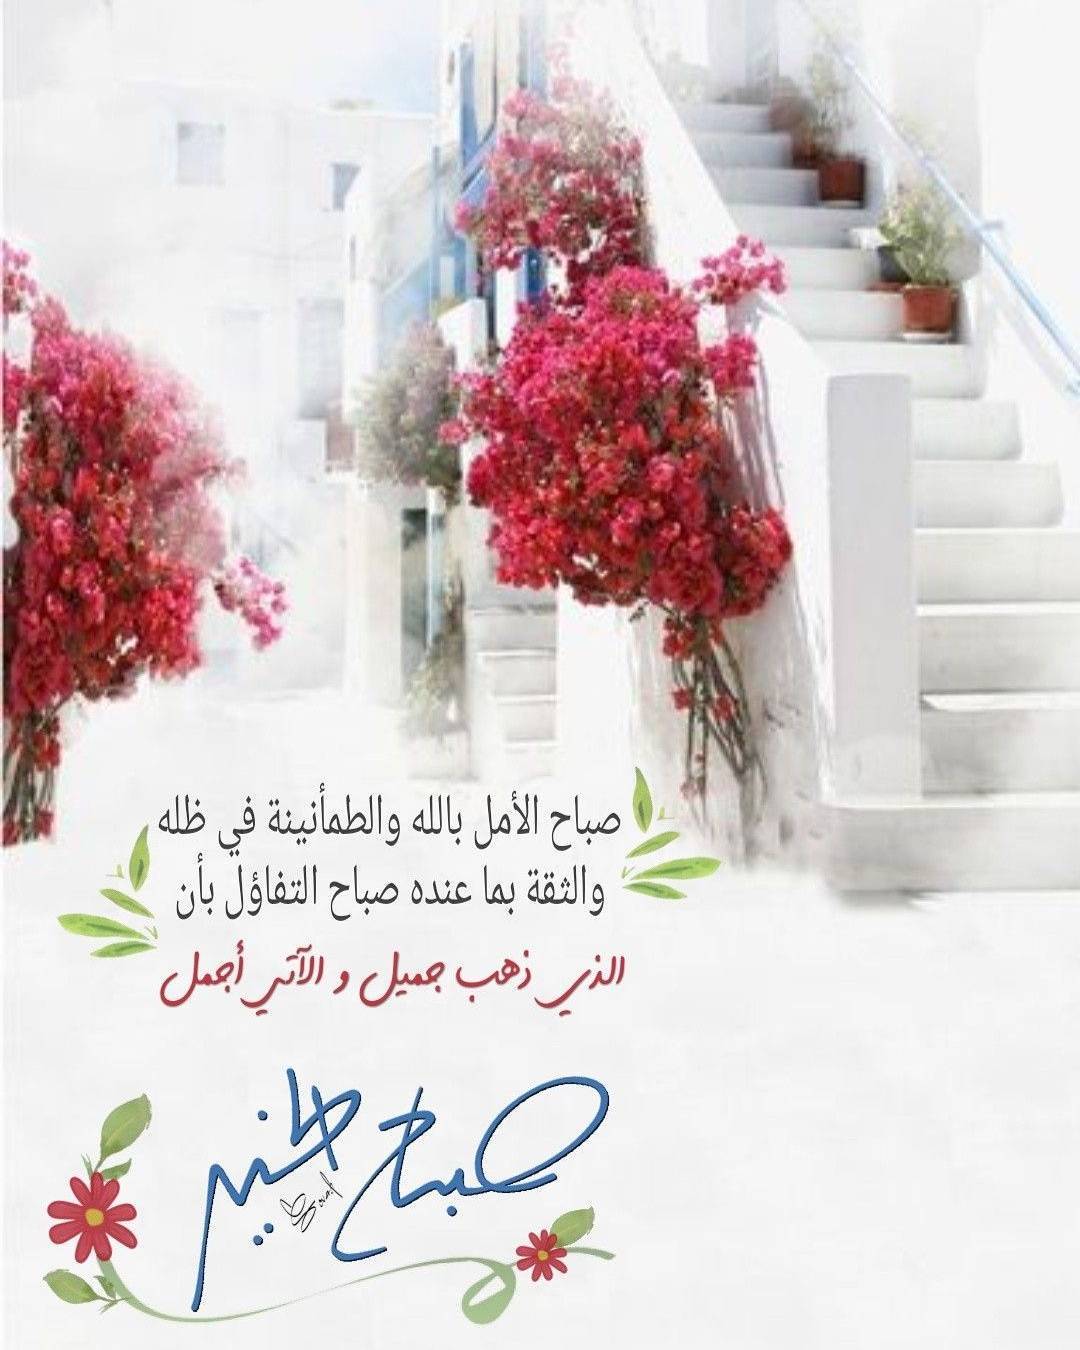 صباح الأمل بالله والطمأنينة في ظله
والثقة بما عنده صباح التفاؤل بأن
الذي ذهب جميل و الآتي أجمل
صباح الخير